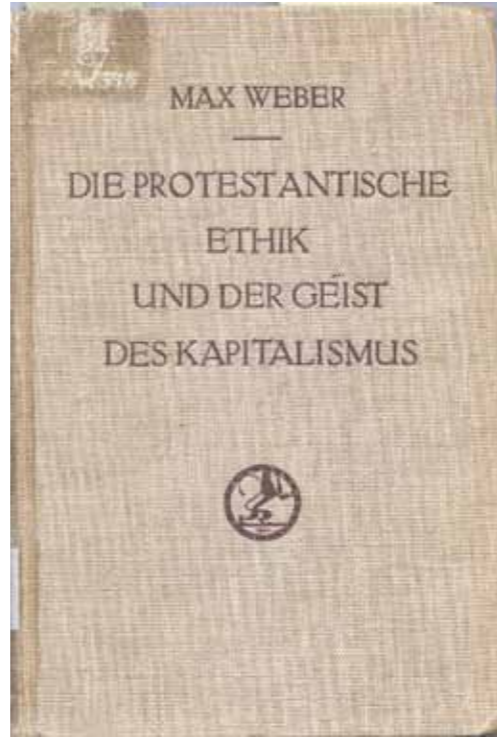 MAX WEBER
DIE PROTESTANTISCHE
ETHIK
UND DER GEIST
DES KAPITALISMUS